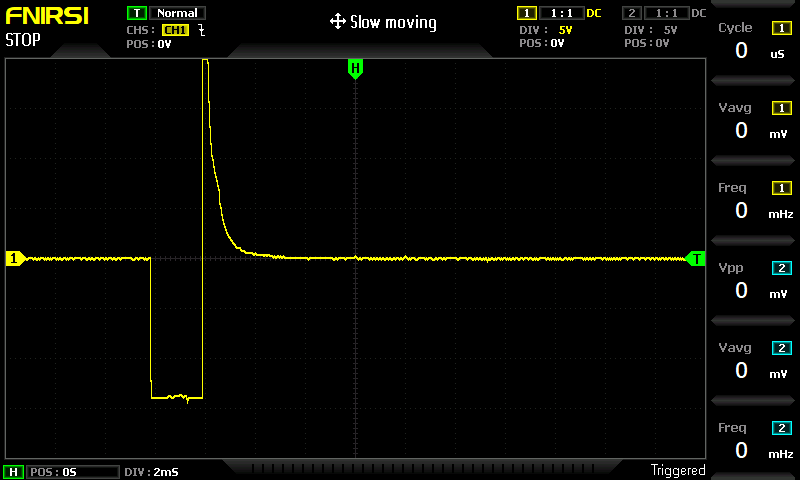 FNIRSI
STOP
T Normal
CHS: CH1
POS: 0V
Slow moving
1 1:1 DC
DIV: 5V
POS: 0V
2 1:1 DC
DIV: 5V
POS: 0V
H
1
T
Cycle 1
0 uS
Vavg 1
0 mV
Freq 1
0 mHz
Vpp 2
0 mV
Vavg 2
0 mV
Freq 2
0 mHz
H POS: 0S DIV: 2mS
Triggered